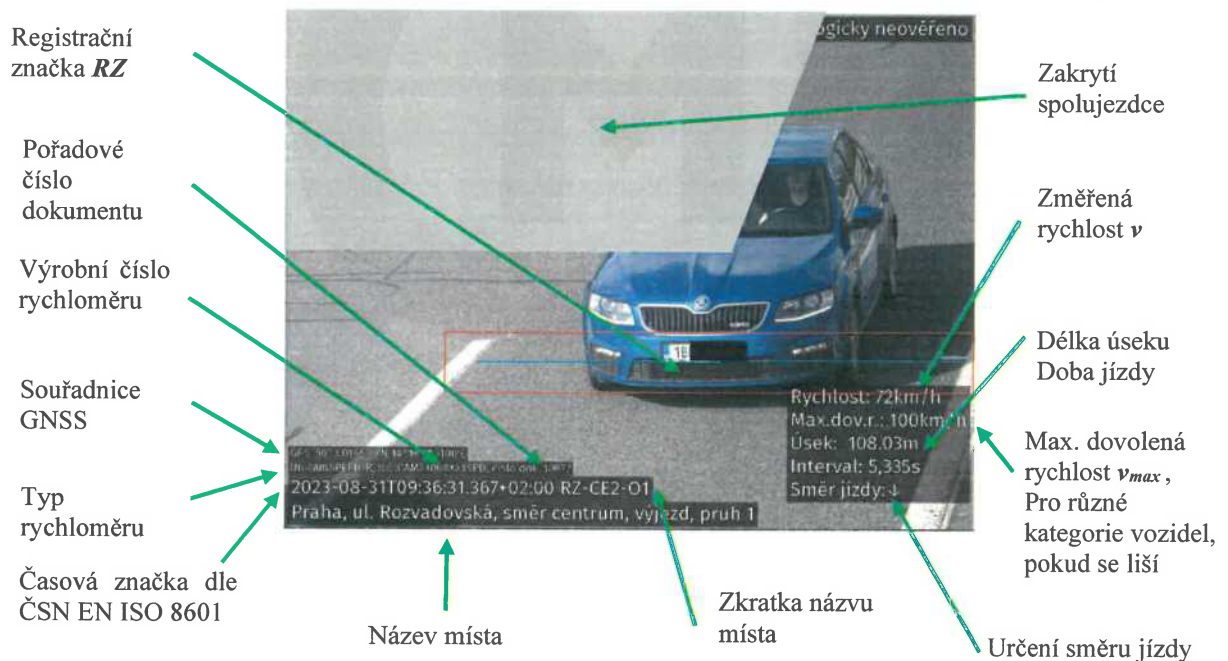 Registrační
značka RZ
Pořadové
číslo
dokumentu
Výrobní číslo
rychloměru
Souřadnice
GNSS
Typ
rychloměru
Časová značka dle
ČSN EN ISO 8601
Název místa
Zkratka názvu
místa
Určení směru jízdy
Zakrytí
spolujezdce
Změřená
rychlost v
Délka úseku
Doba jízdy
Max. dovolená
rychlost vmax ,
Pro různé
kategorie vozidel,
pokud se liší
neověřeno
1E
Rychlost: 72km/h
Max.dov.r.: 100km/h
Úsek: 108.03m
Interval: 5,335s
Směr jízdy: ↓
2023-08-31T09:36:31.367+02:00 RZ-CE2-O1
Praha, ul. Rozvadovská, směr centrum, výjezd, pruh 1